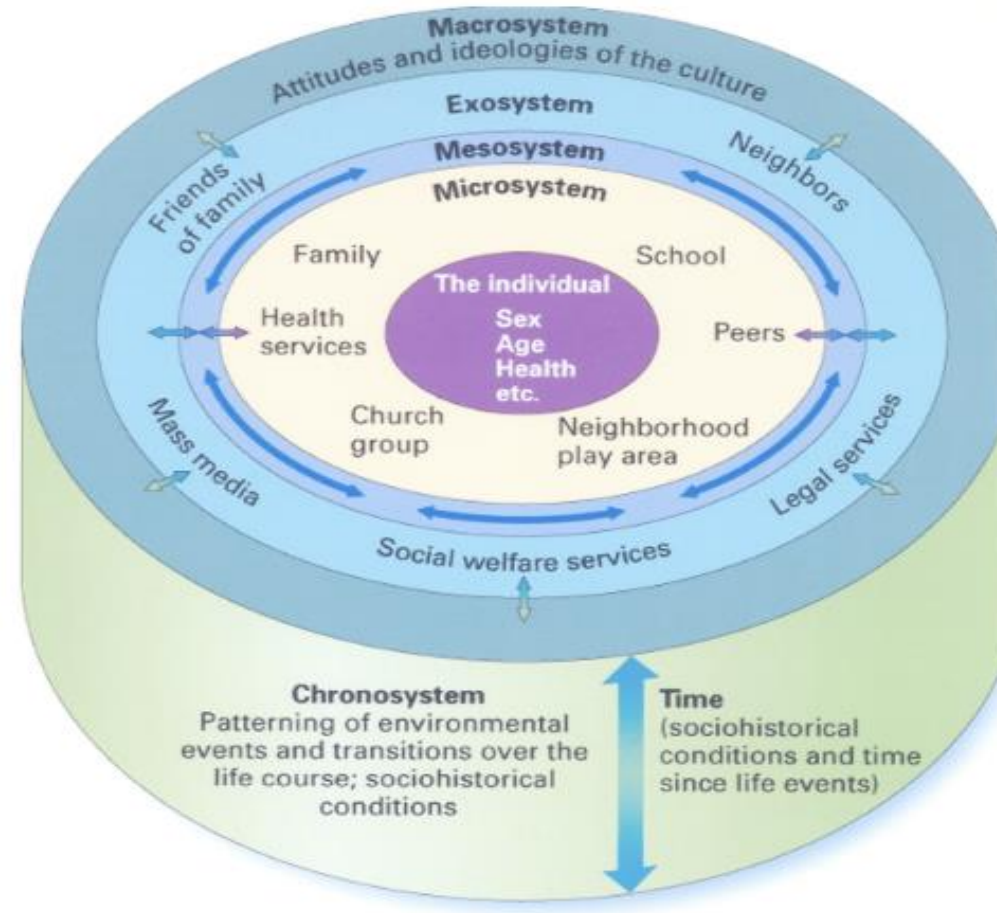 Macrosystem
Attitudes and ideologies of the culture
Exosystem
Mesosystem
Microsystem
Friends
of family
Neighbors
Family
School
The Individual
Sex
Age
Health
etc.
Health
services
Peers
Church
group
Neighborhood
play area
Mass media
Legal services
Social welfare services
Chronosystem
Patterning of environmental
events and transitions over the
life course; sociohistorical
conditions
Time
(sociohistorical
conditions and time
since life events)